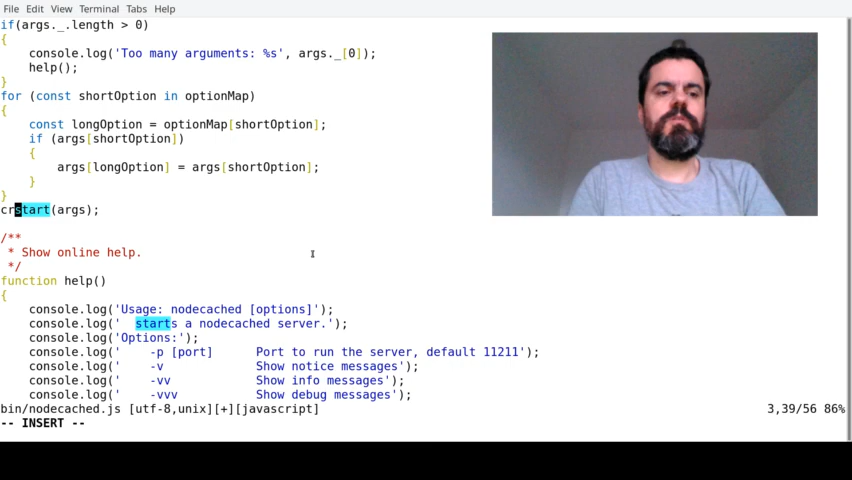 File Edit View Terminal Tabs Help
if(args._.length > 0)
{
    console.log('Too many arguments: %s', args._[0]);
    help();
}
for (const shortOption in optionMap)
{
    const longOption = optionMap[shortOption];
    if (args[shortOption])
    {
        args[longOption] = args[shortOption];
    }
}
crstart(args);

/**
 * Show online help.
 */
function help()
{
    console.log('Usage: nodecached [options]');
    console.log('  starts a nodecached server.');
    console.log('Options:');
    console.log('    -p [port]      Port to run the server, default 11211');
    console.log('    -v             Show notice messages');
    console.log('    -vv            Show info messages');
    console.log('    -vvv           Show debug messages');
bin/nodecached.js [utf-8,unix][+][javascript] 3,39/56 86%
-- INSERT --